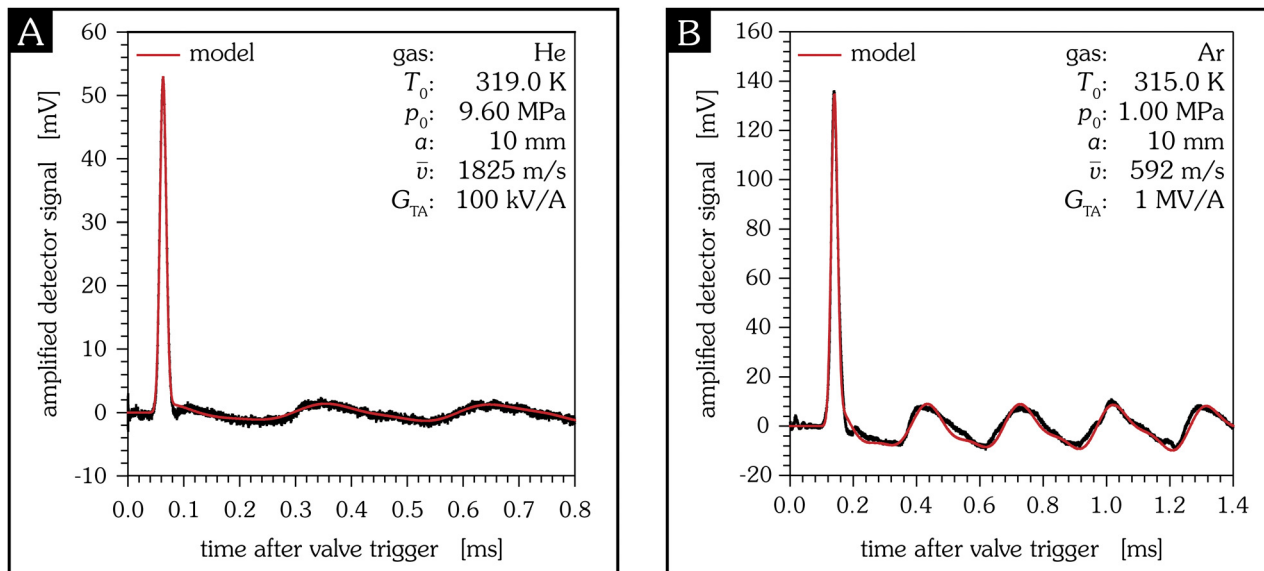 A
60
50
40
30
20
10
0
-10
amplified detector signal [mV]
model
gas: He
T0: 319.0 K
p0: 9.60 MPa
a: 10 mm
v̄: 1825 m/s
GTA: 100 kV/A
0.0 0.1 0.2 0.3 0.4 0.5 0.6 0.7 0.8
time after valve trigger [ms]
B
160
140
120
100
80
60
40
20
0
-20
amplified detector signal [mV]
model
gas: Ar
T0: 315.0 K
p0: 1.00 MPa
a: 10 mm
v̄: 592 m/s
GTA: 1 MV/A
0.0 0.2 0.4 0.6 0.8 1.0 1.2 1.4
time after valve trigger [ms]